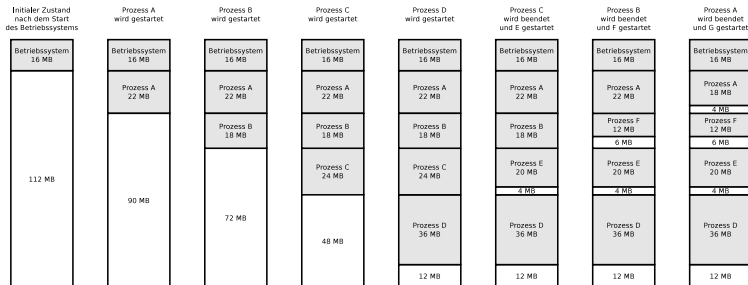 Initialer Zustand
nach dem Start
des Betriebssystems
Betriebssystem
16 MB
112 MB
Prozess A
wird gestartet
Betriebssystem
16 MB
Prozess A
22 MB
90 MB
Prozess B
wird gestartet
Betriebssystem
16 MB
Prozess A
22 MB
Prozess B
18 MB
72 MB
Prozess C
wird gestartet
Betriebssystem
16 MB
Prozess A
22 MB
Prozess B
18 MB
Prozess C
24 MB
48 MB
Prozess D
wird gestartet
Betriebssystem
16 MB
Prozess A
22 MB
Prozess B
18 MB
Prozess C
24 MB
Prozess D
36 MB
12 MB
Prozess C
wird beendet
und E gestartet
Betriebssystem
16 MB
Prozess A
22 MB
Prozess B
18 MB
Prozess E
20 MB
4 MB
Prozess D
36 MB
12 MB
Prozess B
wird beendet
und F gestartet
Betriebssystem
16 MB
Prozess A
22 MB
Prozess F
12 MB
6 MB
Prozess E
20 MB
4 MB
Prozess D
36 MB
12 MB
Prozess A
wird beendet
und G gestartet
Betriebssystem
16 MB
Prozess A
18 MB
4 MB
Prozess F
12 MB
6 MB
Prozess E
20 MB
4 MB
Prozess D
36 MB
12 MB